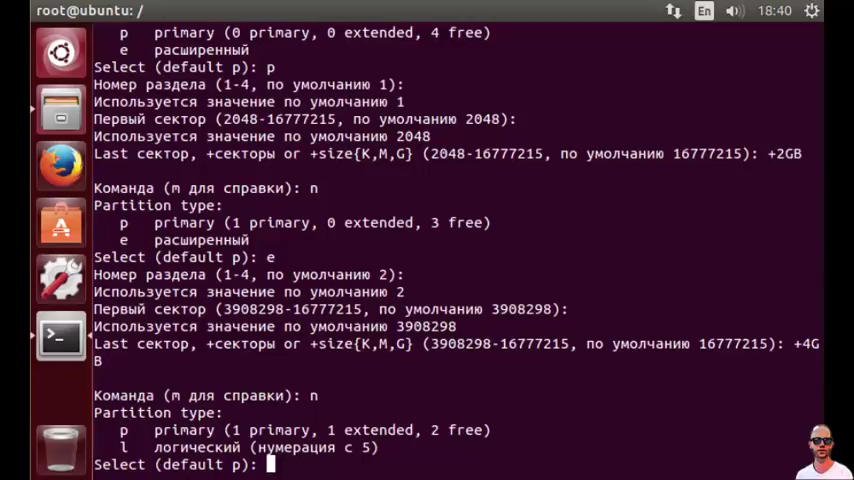 root@ubuntu: /
En
18:40
p   primary (0 primary, 0 extended, 4 free)
e   расширенный
Select (default p): p
Номер раздела (1-4, по умолчанию 1):
Используется значение по умолчанию 1
Первый сектор (2048-16777215, по умолчанию 2048):
Используется значение по умолчанию 2048
Last сектор, +секторы or +size{K,M,G} (2048-16777215, по умолчанию 16777215): +2GB
Команда (m для справки): n
Partition type:
p   primary (1 primary, 0 extended, 3 free)
e   расширенный
Select (default p): e
Номер раздела (1-4, по умолчанию 2):
Используется значение по умолчанию 2
Первый сектор (3908298-16777215, по умолчанию 3908298):
Используется значение по умолчанию 3908298
Last сектор, +секторы or +size{K,M,G} (3908298-16777215, по умолчанию 16777215): +4G
B
Команда (m для справки): n
Partition type:
p   primary (1 primary, 1 extended, 2 free)
l   логический (нумерация с 5)
Select (default p):